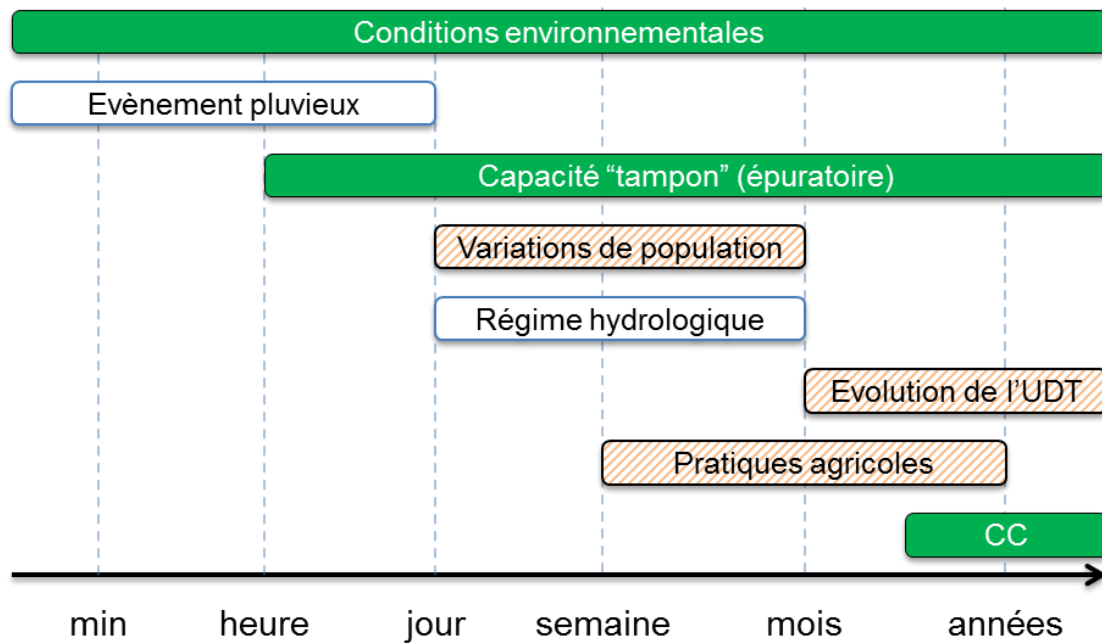 Conditions environnementales
Evènement pluvieux
Capacité “tampon” (épuratoire)
Variations de population
Régime hydrologique
Evolution de l’UDT
Pratiques agricoles
CC
min heure jour semaine mois années